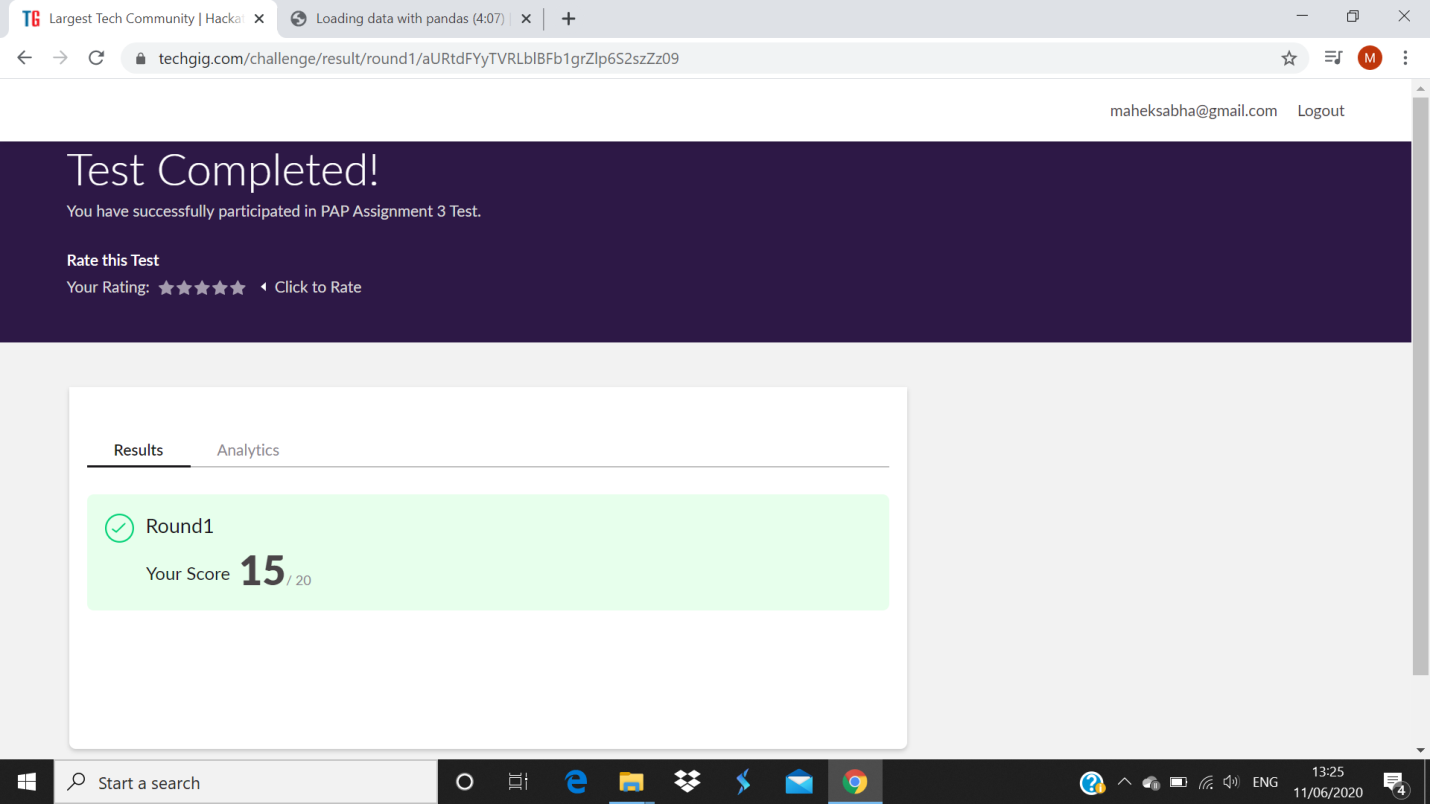 TG Largest Tech Community | Hacka
Loading data with pandas (4:07) |
techgig.com/challenge/result/round1/aURtdFYyTVRLblBFb1grZlp6S2szZz09
M
maheksabha@gmail.com Logout
Test Completed!
You have successfully participated in PAP Assignment 3 Test.
Rate this Test
Your Rating: Click to Rate
Results Analytics
Round1
Your Score 15 / 20
Start a search
ENG
13:25
11/06/2020
4